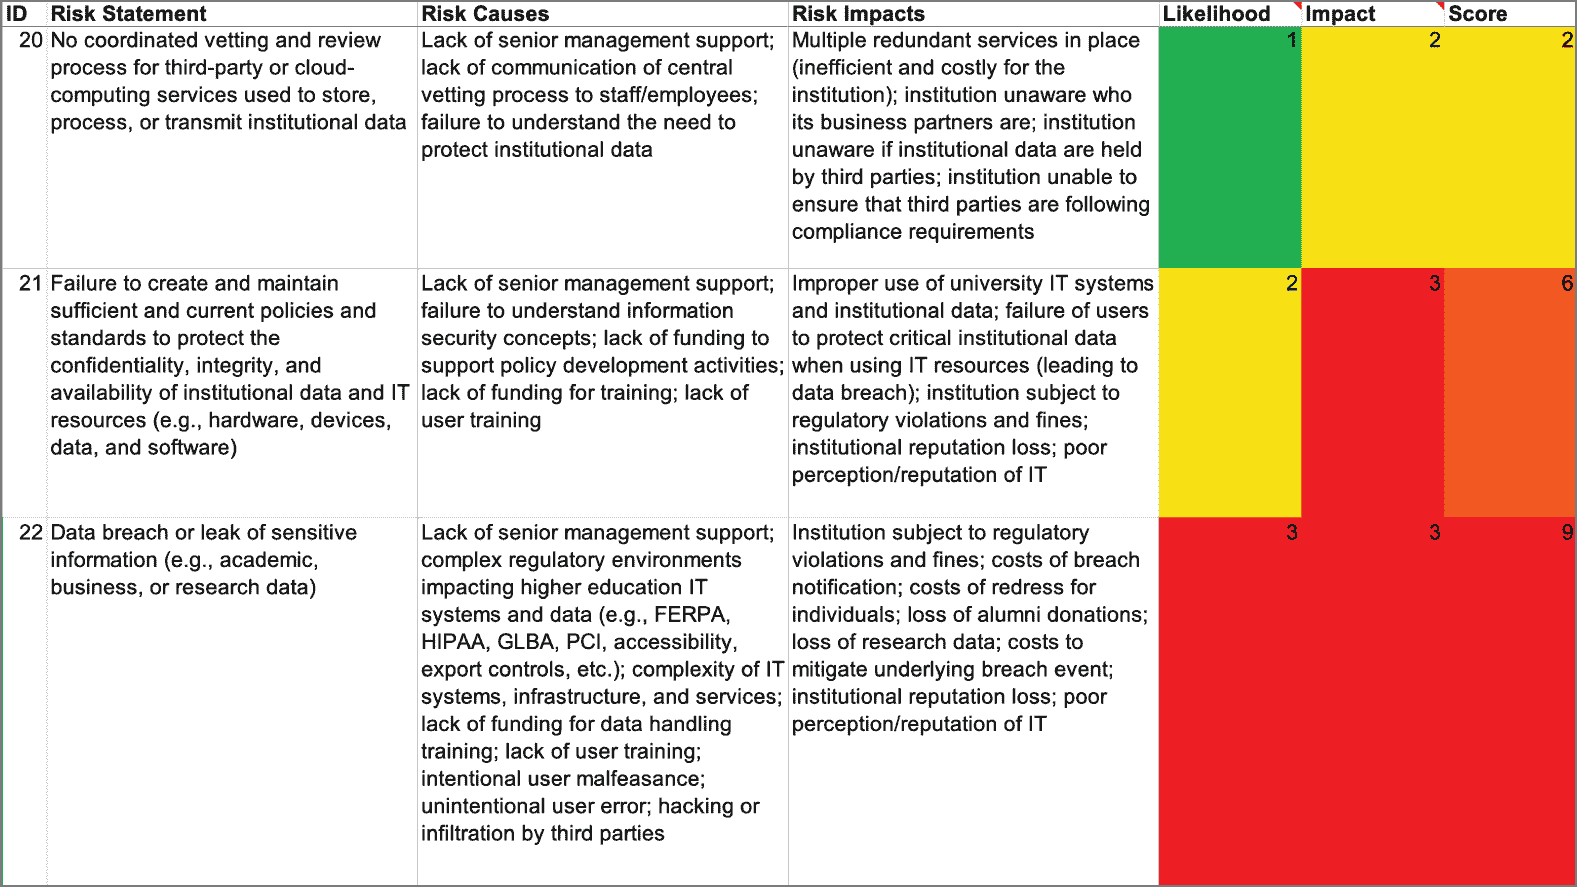 ID Risk Statement Risk Causes Risk Impacts Likelihood Impact Score
20 No coordinated vetting and review
process for third-party or cloud-
computing services used to store,
process, or transmit institutional data
Lack of senior management support;
lack of communication of central
vetting process to staff/employees;
failure to understand the need to
protect institutional data
Multiple redundant services in place
(inefficient and costly for the
institution); institution unaware who
its business partners are; institution
unaware if institutional data are held
by third parties; institution unable to
ensure that third parties are following
compliance requirements
1 2 2
21 Failure to create and maintain
sufficient and current policies and
standards to protect the
confidentiality, integrity, and
availability of institutional data and IT
resources (e.g., hardware, devices,
data, and software)
Lack of senior management support;
failure to understand information
security concepts; lack of funding to
support policy development activities;
lack of funding for training; lack of
user training
Improper use of university IT systems
and institutional data; failure of users
to protect critical institutional data
when using IT resources (leading to
data breach); institution subject to
regulatory violations and fines;
institutional reputation loss; poor
perception/reputation of IT
2 3 6
22 Data breach or leak of sensitive
information (e.g., academic,
business, or research data)
Lack of senior management support;
complex regulatory environments
impacting higher education IT
systems and data (e.g., FERPA,
HIPAA, GLBA, PCI, accessibility,
export controls, etc.); complexity of IT
systems, infrastructure, and services;
lack of funding for data handling
training; lack of user training;
intentional user malfeasance;
unintentional user error; hacking or
infiltration by third parties
Institution subject to regulatory
violations and fines; costs of breach
notification; costs of redress for
individuals; loss of alumni donations;
loss of research data; costs to
mitigate underlying breach event;
institutional reputation loss; poor
perception/reputation of IT
3 3 9